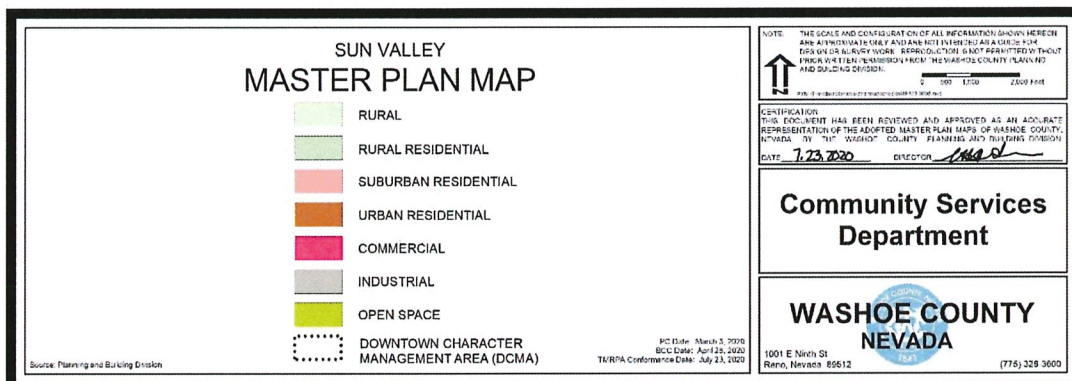 SUN VALLEY
MASTER PLAN MAP
RURAL
RURAL RESIDENTIAL
SUBURBAN RESIDENTIAL
URBAN RESIDENTIAL
COMMERCIAL
INDUSTRIAL
OPEN SPACE
DOWNTOWN CHARACTER
MANAGEMENT AREA (DCMA)
Source: Planning and Building Division
PC Date: March 3, 2020
BCC Date: April 28, 2020
TMRPA Conformance Date: July 23, 2020
NOTE: THE SCALE AND CONFIGURATION OF ALL INFORMATION SHOWN HEREON
ARE APPROXIMATE ONLY AND ARE NOT INTENDED AS A GUIDE FOR
DESIGN OR SURVEY WORK. REPRODUCTION IS NOT PERMITTED WITHOUT
PRIOR WRITTEN PERMISSION FROM THE WASHOE COUNTY PLANNING
AND BUILDING DIVISION.
N
0 500 1,000 2,000 Feet
CERTIFICATION:
THIS DOCUMENT HAS BEEN REVIEWED AND APPROVED AS AN ACCURATE
REPRESENTATION OF THE ADOPTED MASTER PLAN MAPS OF WASHOE COUNTY,
NEVADA BY THE WASHOE COUNTY PLANNING AND BUILDING DIVISION
DATE 7.23.2020 DIRECTOR
Community Services
Department
WASHOE COUNTY
NEVADA
1861
1001 E Ninth St
Reno, Nevada 89512
(775) 328-3600